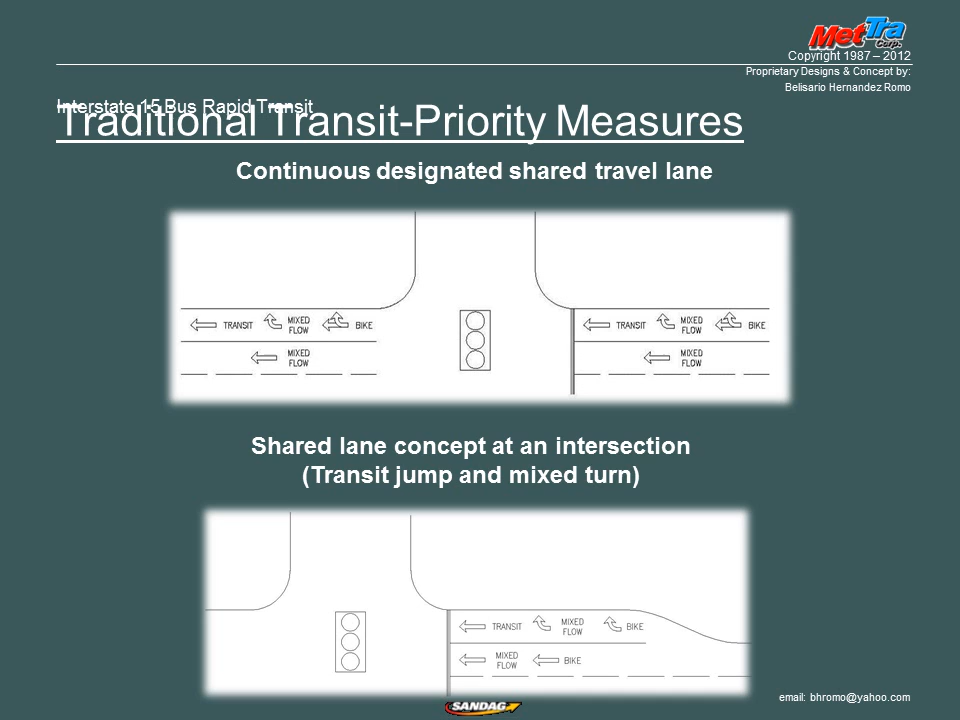 MetTra
Corp.
Copyright 1987 – 2012
Proprietary Designs & Concept by:
Belisario Hernandez Romo
Interstate 15 Bus Rapid Transit
Traditional Transit-Priority Measures
Continuous designated shared travel lane
TRANSIT MIXED FLOW BIKE
MIXED FLOW
TRANSIT MIXED FLOW BIKE
MIXED FLOW
Shared lane concept at an intersection
(Transit jump and mixed turn)
TRANSIT MIXED FLOW BIKE
MIXED FLOW BIKE
email: bhromo@yahoo.com
SANDAG